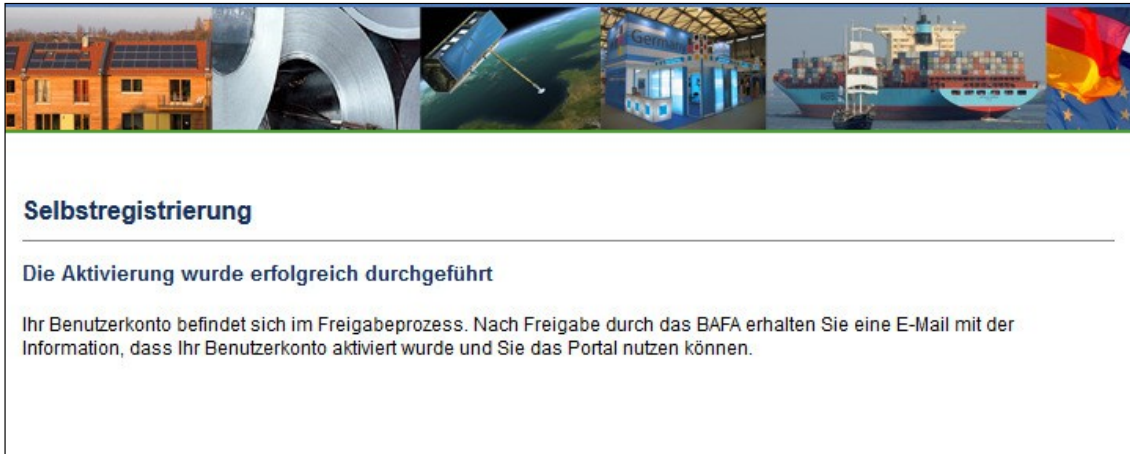 Germany
Selbstregistrierung
Die Aktivierung wurde erfolgreich durchgeführt
Ihr Benutzerkonto befindet sich im Freigabeprozess. Nach Freigabe durch das BAFA erhalten Sie eine E-Mail mit der
Information, dass Ihr Benutzerkonto aktiviert wurde und Sie das Portal nutzen können.